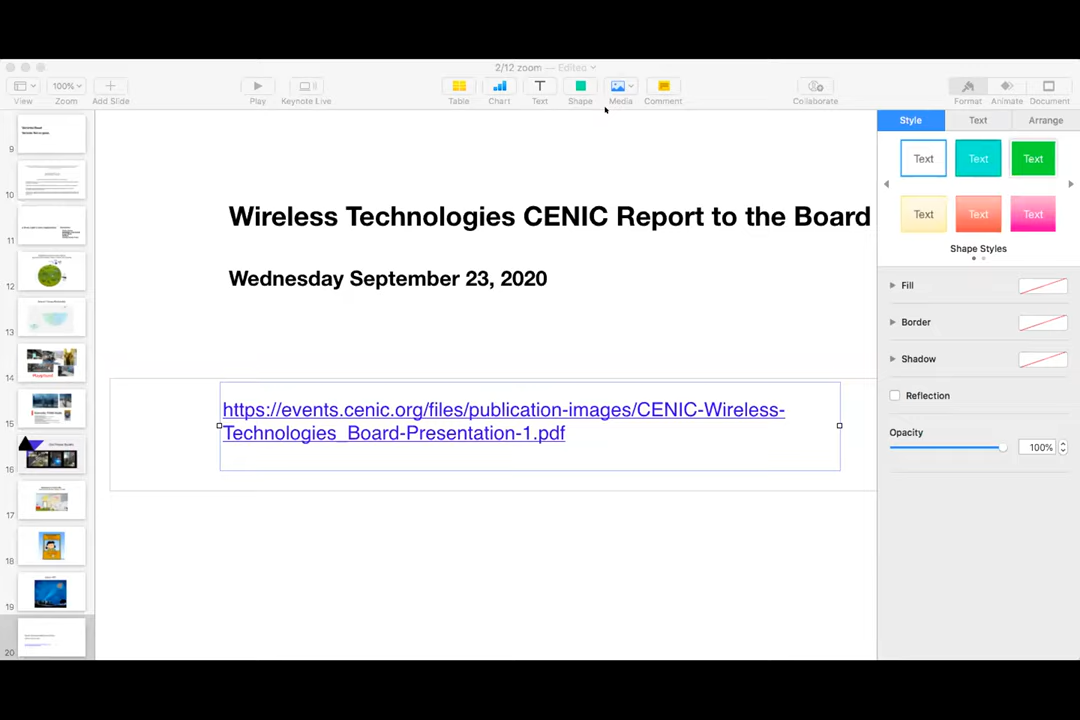 2/12 zoom — Edited
100%
View
Zoom
Add Slide
Play
Keynote Live
Table
Chart
Text
Shape
Media
Comment
Collaborate
Format
Animate
Document
Style
Text
Arrange
Text
Text
Text
Text
Text
Text
Shape Styles
Fill
Border
Shadow
Reflection
Opacity
100%
9
10
11
12
13
14
15
16
17
18
19
20
Wireless Technologies CENIC Report to the Board
Wednesday September 23, 2020
https://events.cenic.org/files/publication-images/CENIC-Wireless-
Technologies_Board-Presentation-1.pdf